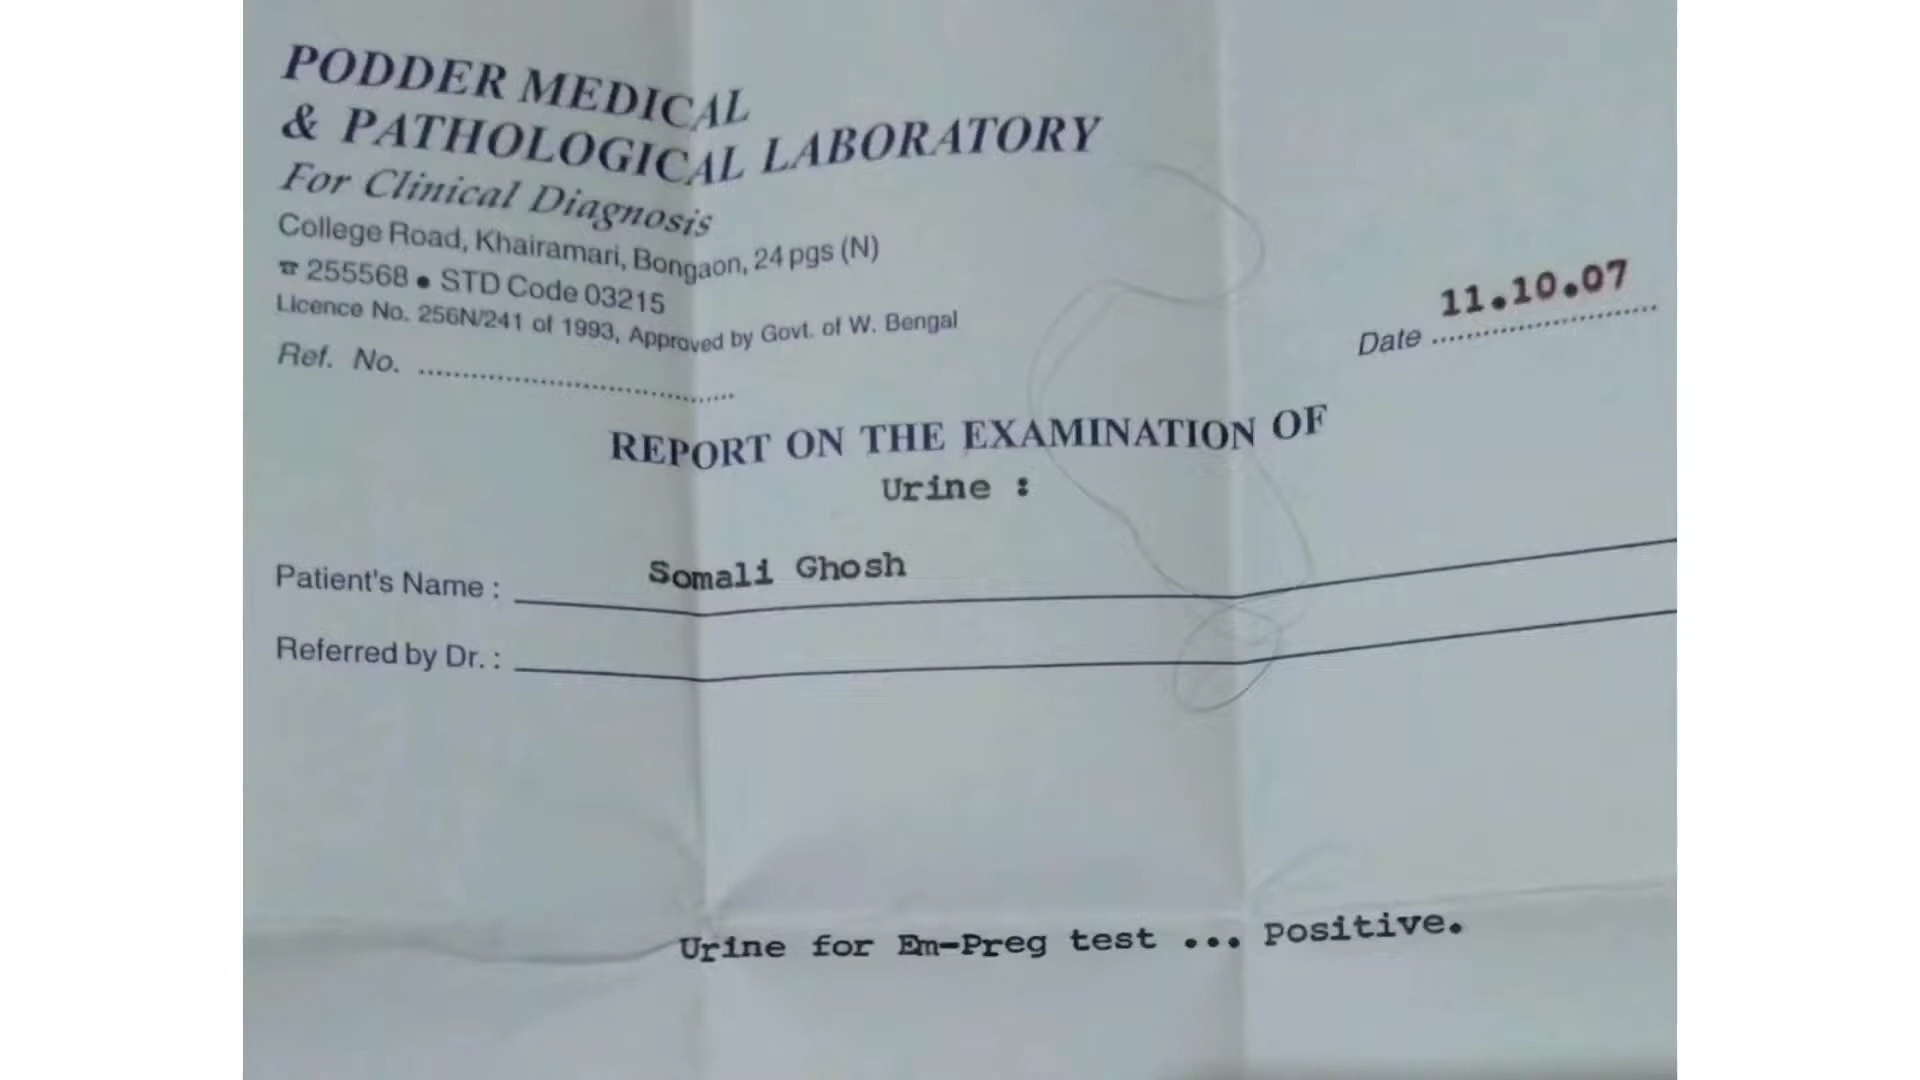 PODDER MEDICAL
& PATHOLOGICAL LABORATORY
For Clinical Diagnosis
College Road, Khairamari, Bongaon, 24 pgs (N)
☎ 255568 • STD Code 03215
Licence No. 256N/241 of 1993, Approved by Govt. of W. Bengal
Ref. No. ........................................
Date 11.10.07
REPORT ON THE EXAMINATION OF
Urine :
Patient's Name : Somali Ghosh
Referred by Dr. :
Urine for Em-Preg test ... Positive.